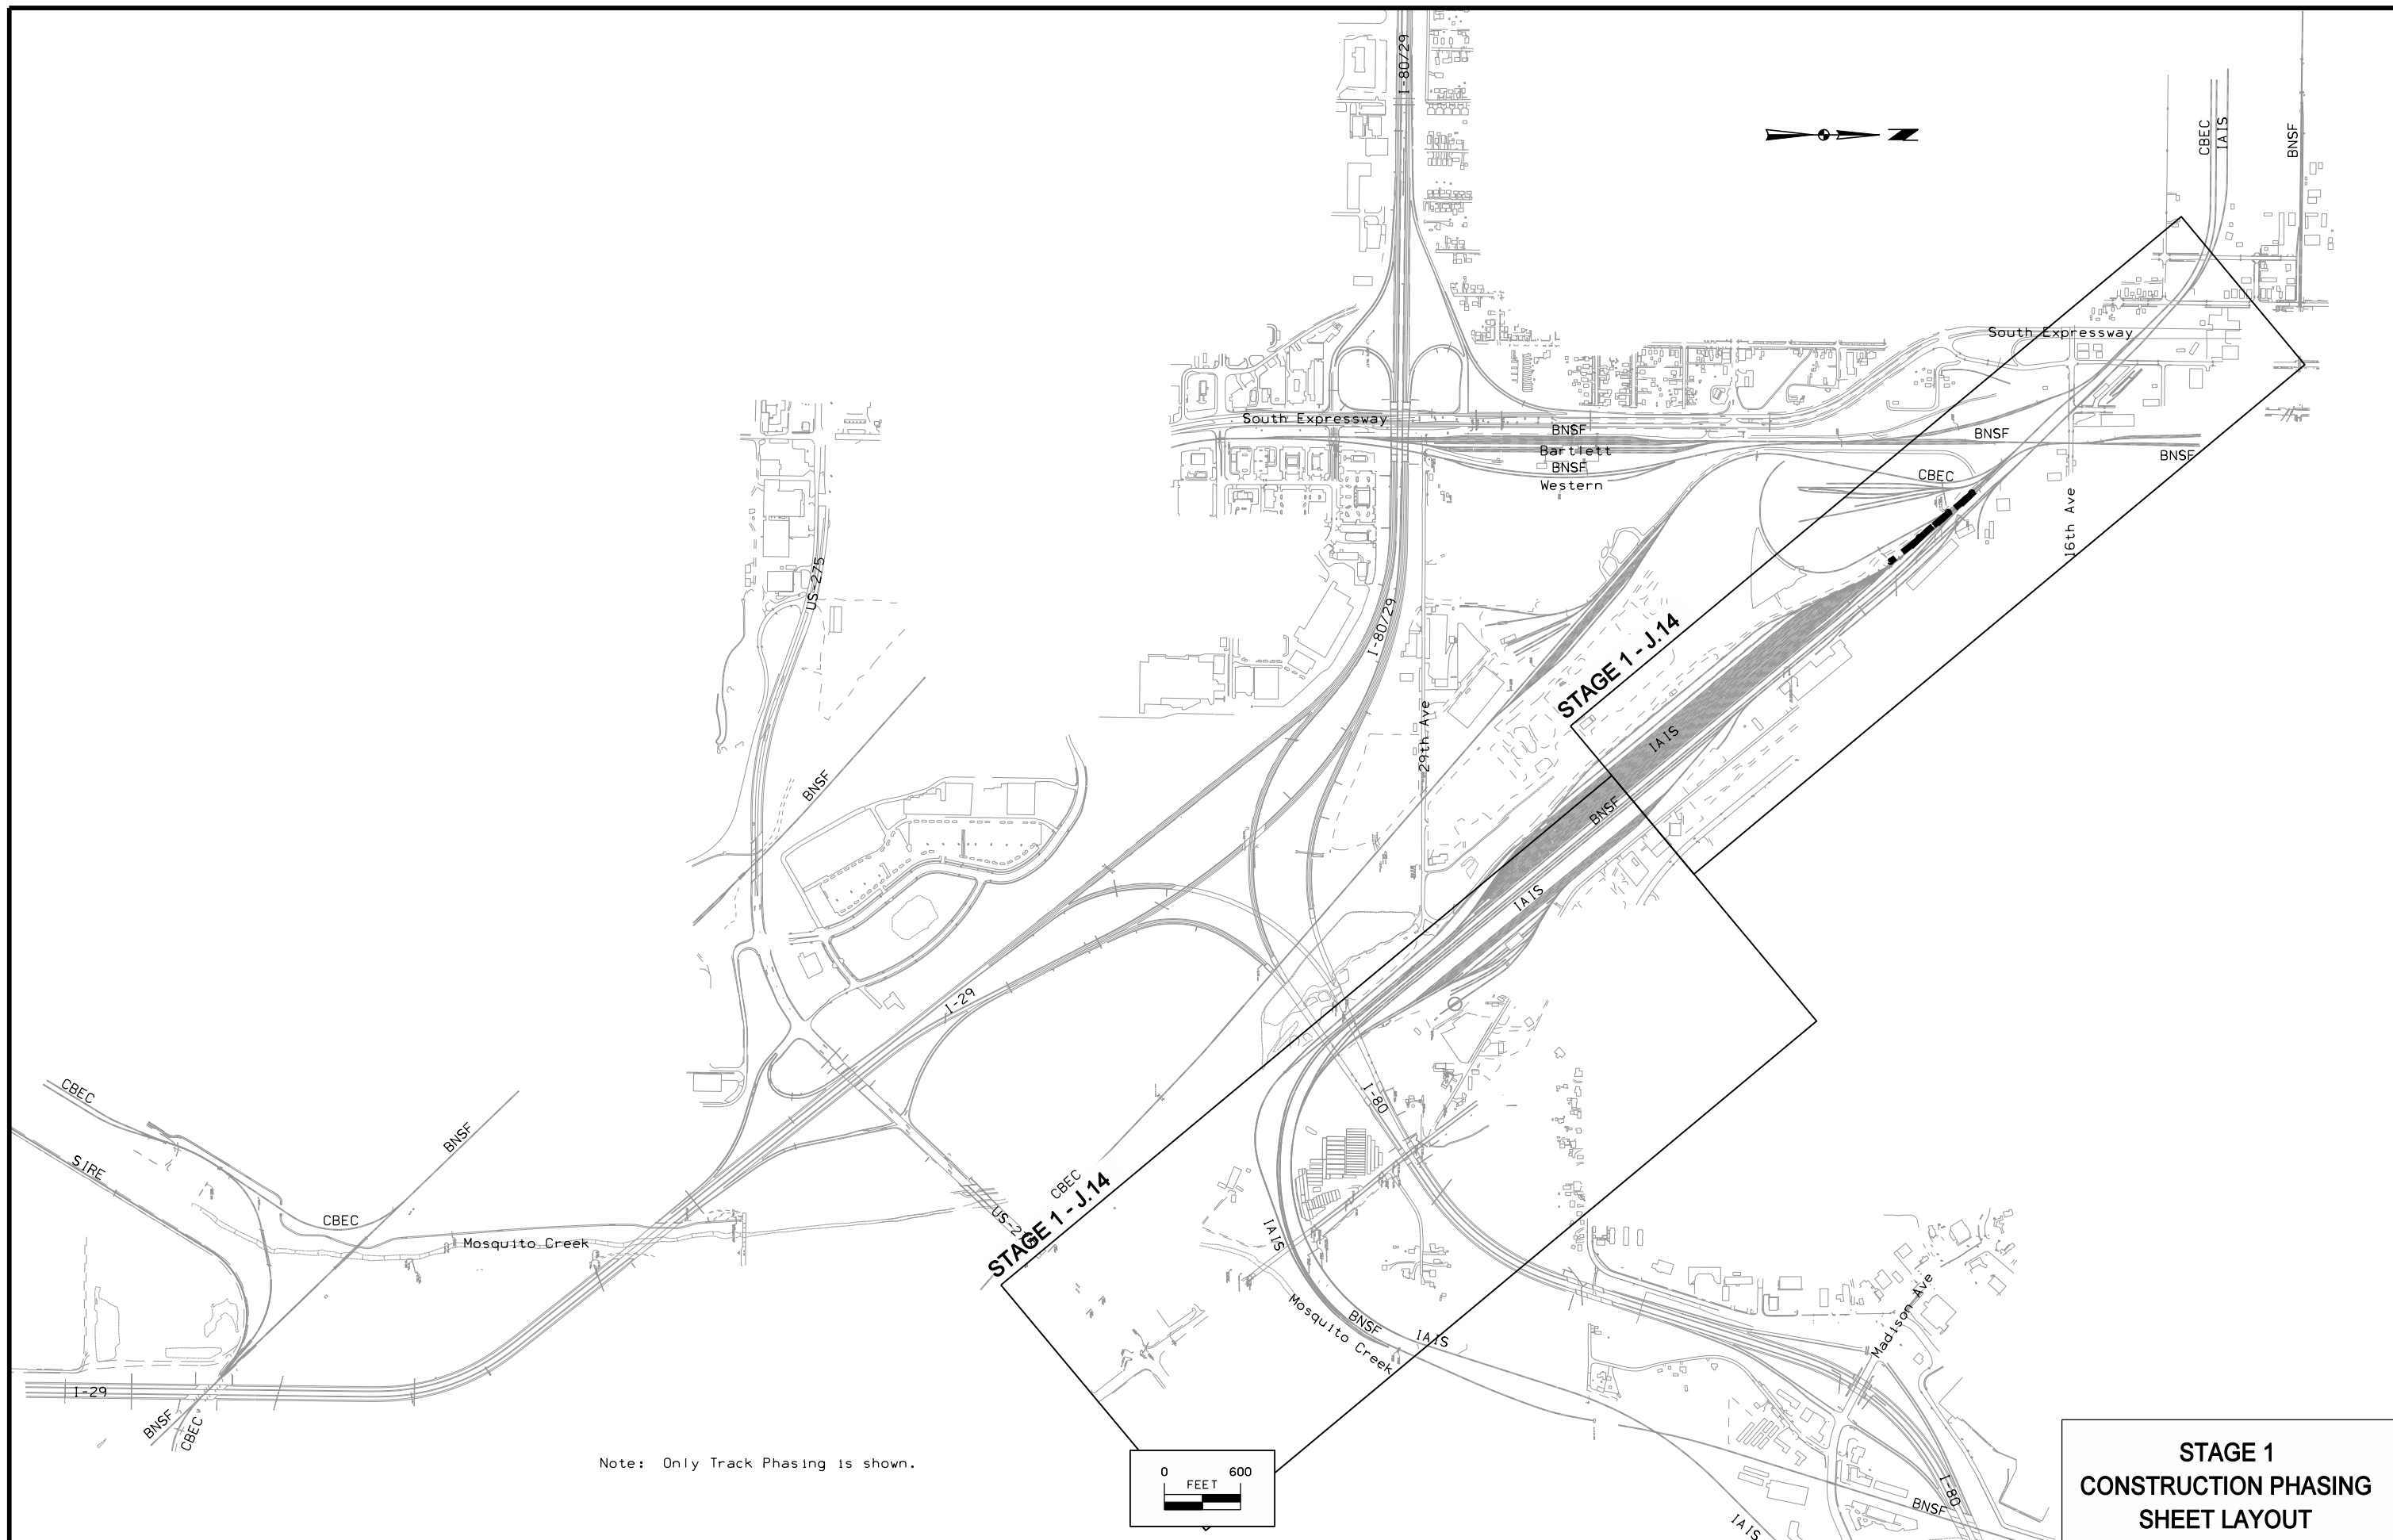 I-80/29
N
CBEC
IAIS
BNSF
South Expressway
South Expressway
BNSF
Bartlett
BNSF
Western
BNSF
BNSF
CBEC
16th Ave
US-275
I-80/29
STAGE 1 - J.14
29th Ave
IAIS
BNSF
BNSF
IAIS
I-29
I-80
CBEC
BNSF
SIRE
CBEC
Mosquito Creek
CBEC
STAGE 1 - J.14
IAIS
Mosquito Creek
BNSF
IAIS
Madison Ave
I-29
BNSF
CBEC
Note: Only Track Phasing is shown.
0 600
FEET
I-80
BNSF
IAIS
STAGE 1
CONSTRUCTION PHASING
SHEET LAYOUT